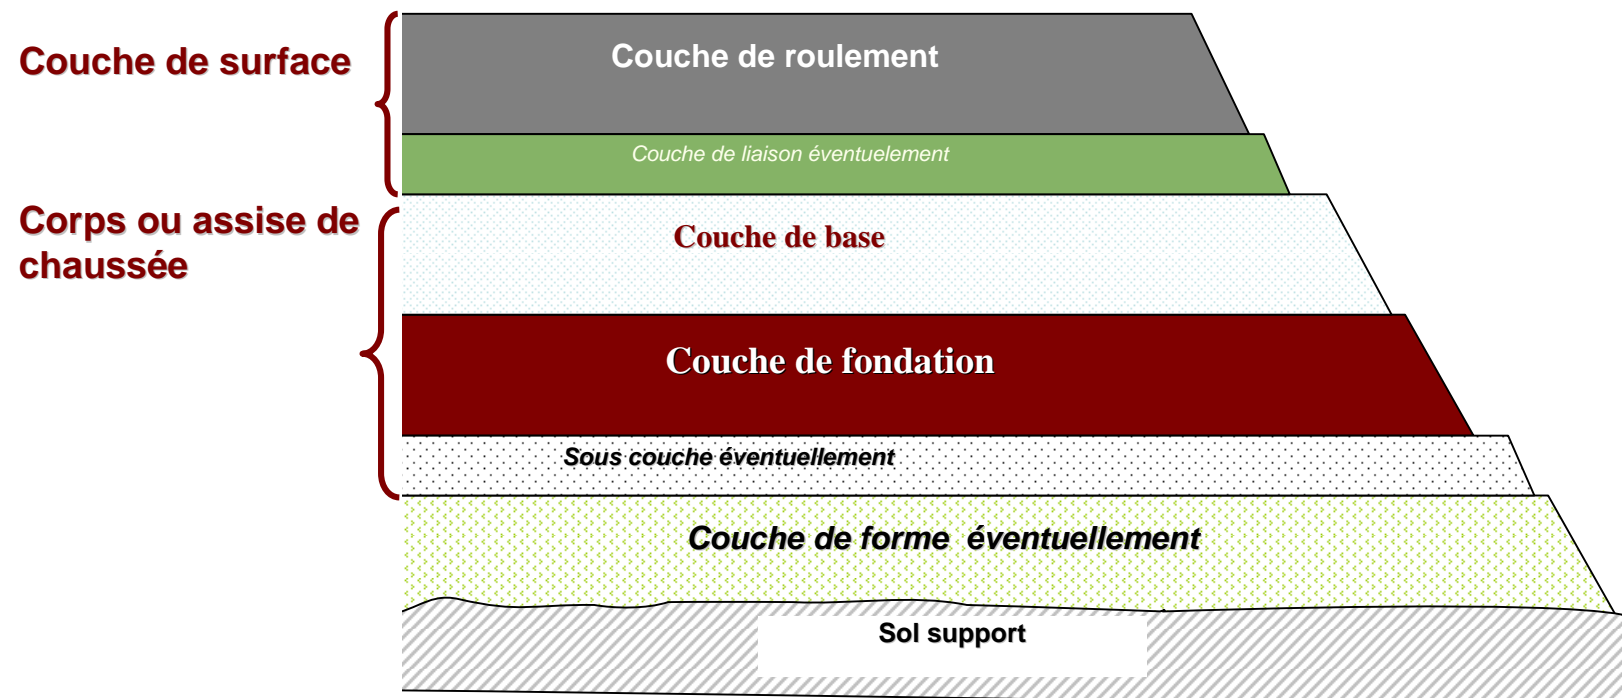 Couche de surface
Couche de roulement
Couche de liaison éventuelement
Corps ou assise de
chaussée
Couche de base
Couche de fondation
Sous couche éventuellement
Couche de forme éventuellement
Sol support